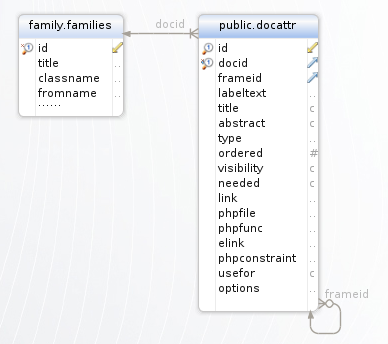 family.families
id
title
classname
fromname
......
docid
public.docattr
id
docid
frameid
labeltext
title c
abstract c
type
ordered #
visibility c
needed c
link
phpfile
phpfunc
elink
phpconstraint
usefor c
options
frameid